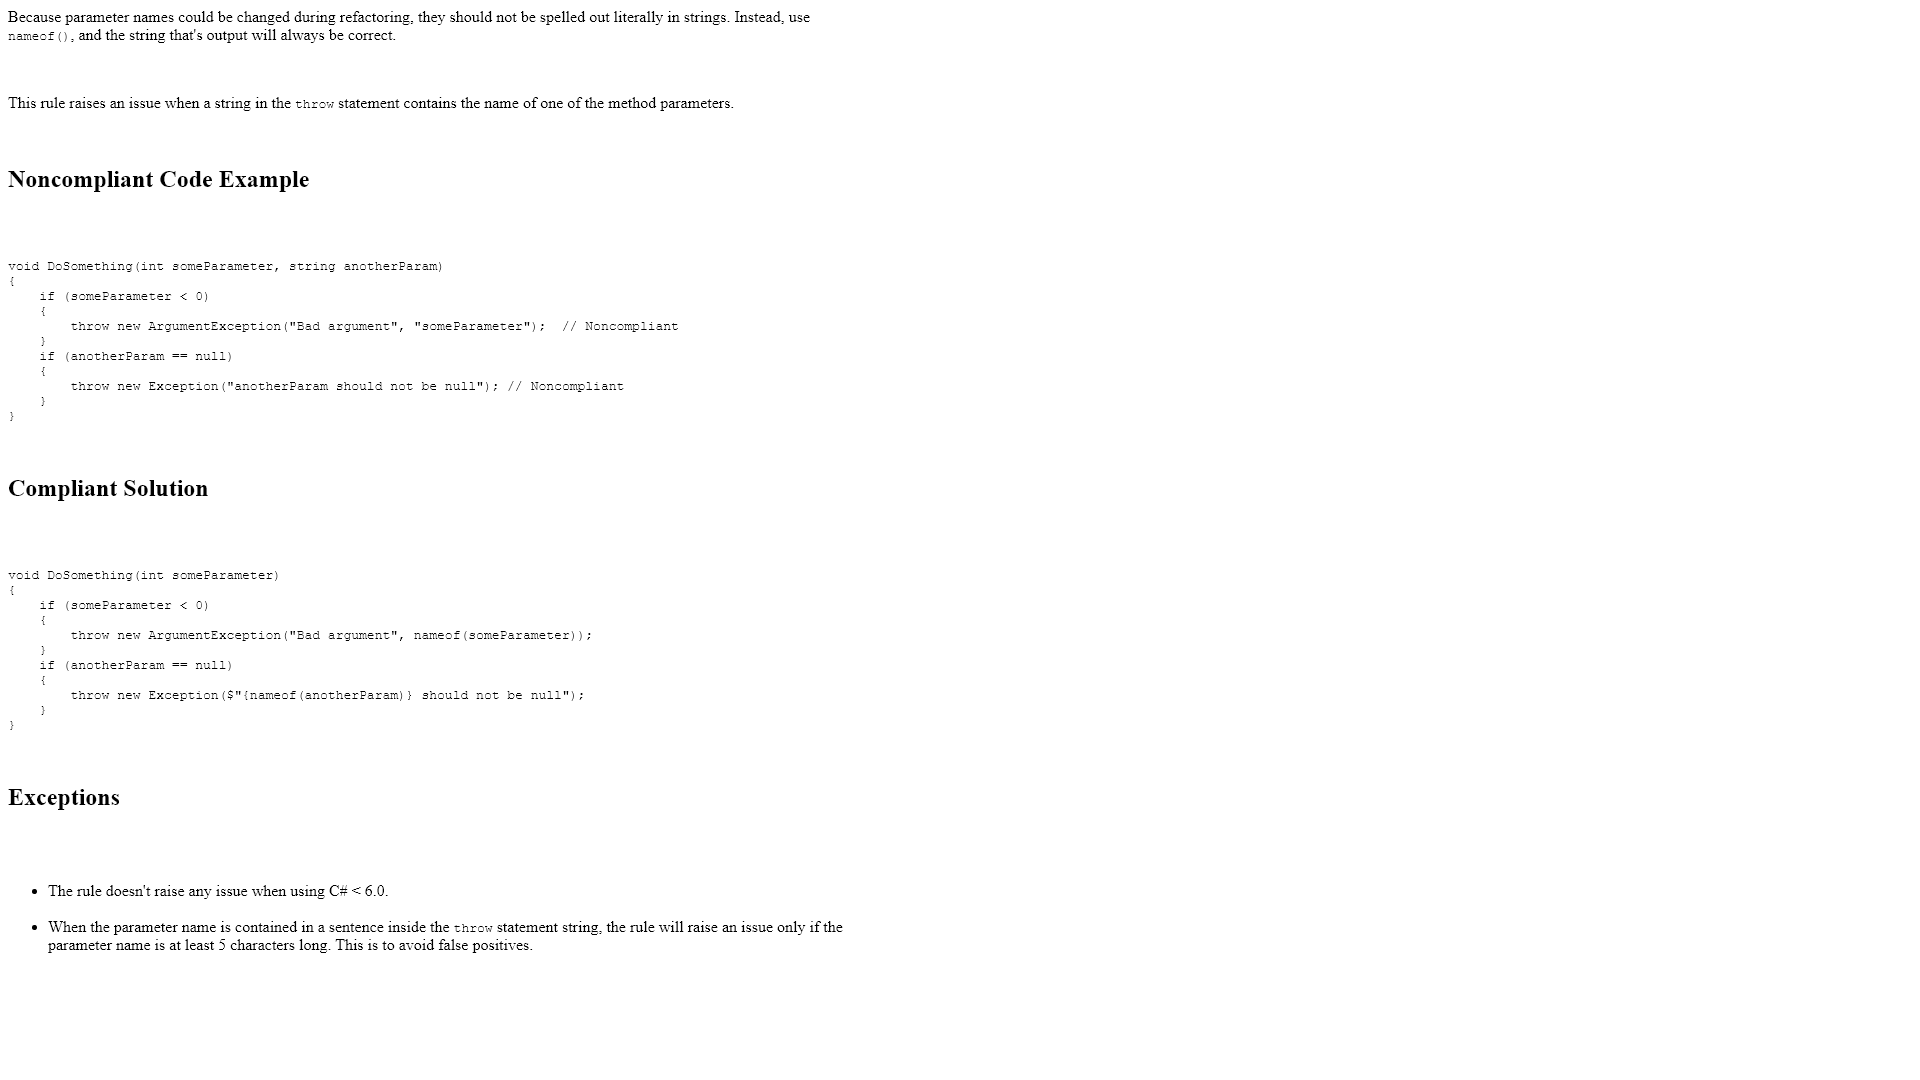 Because parameter names could be changed during refactoring, they should not be spelled out literally in strings. Instead, use
nameof(), and the string that's output will always be correct.
This rule raises an issue when a string in the throw statement contains the name of one of the method parameters.
Noncompliant Code Example
void DoSomething(int someParameter, string anotherParam)
{
    if (someParameter < 0)
    {
        throw new ArgumentException("Bad argument", "someParameter");  // Noncompliant
    }
    if (anotherParam == null)
    {
        throw new Exception("anotherParam should not be null"); // Noncompliant
    }
}
Compliant Solution
void DoSomething(int someParameter)
{
    if (someParameter < 0)
    {
        throw new ArgumentException("Bad argument", nameof(someParameter));
    }
    if (anotherParam == null)
    {
        throw new Exception($"{nameof(anotherParam)} should not be null");
    }
}
Exceptions
• The rule doesn't raise any issue when using C# < 6.0.
• When the parameter name is contained in a sentence inside the throw statement string, the rule will raise an issue only if the
parameter name is at least 5 characters long. This is to avoid false positives.